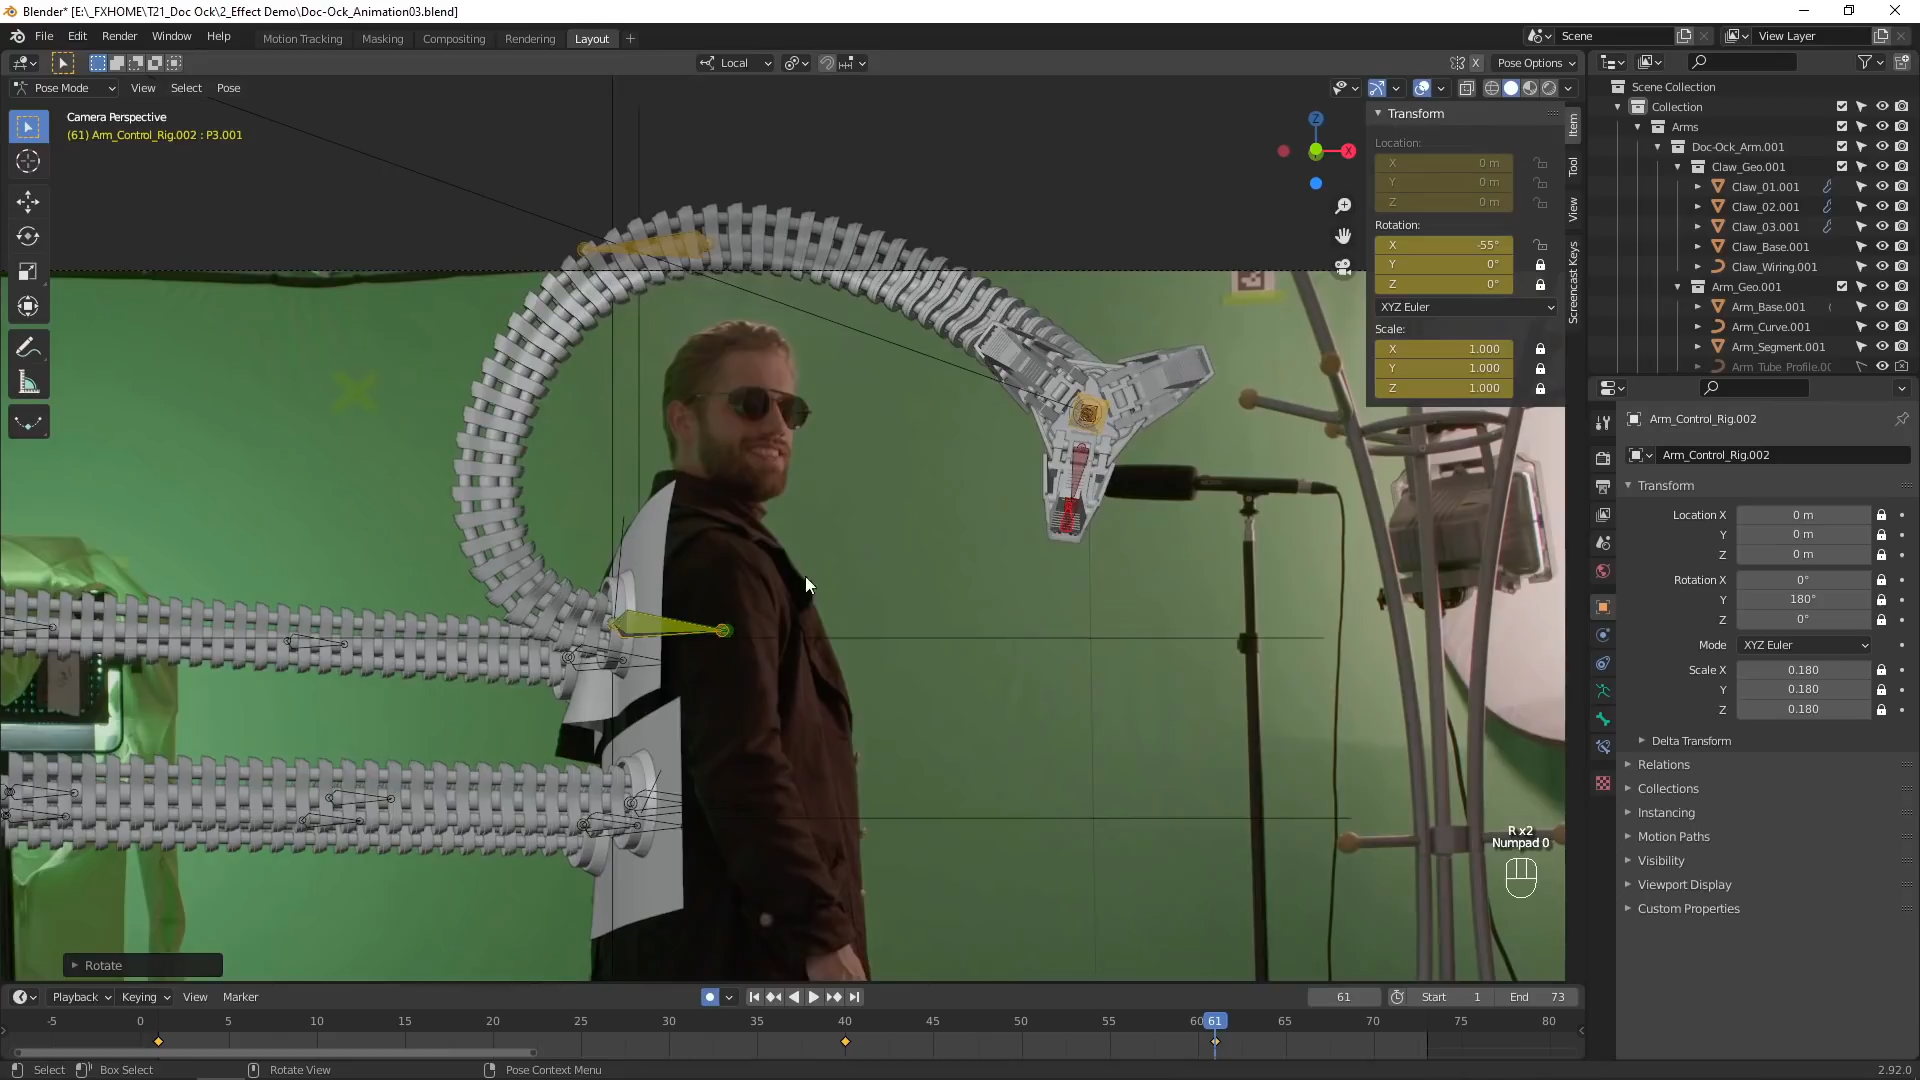 Blender* [E:\_FXHOME\T21_Doc Ock\2_Effect Demo\Doc-Ock_Animation03.blend]
File Edit Render Window Help
Motion Tracking Masking Compositing Rendering Layout
Scene
View Layer
Local
Pose Options
X
Pose Mode
View Select Pose
Camera Perspective
(61) Arm_Control_Rig.002 : P3.001
Z
X
Transform
Location:
X 0 m
Y 0 m
Z 0 m
Rotation:
X -55°
Y 0°
Z 0°
XYZ Euler
Scale:
X 1.000
Y 1.000
Z 1.000
Item
Tool
View
Screencast Keys
Scene Collection
Collection
Arms
Doc-Ock_Arm.001
Claw_Geo.001
Claw_01.001
Claw_02.001
Claw_03.001
Claw_Base.001
Claw_Wiring.001
Arm_Geo.001
Arm_Base.001
Arm_Curve.001
Arm_Segment.001
Arm_Tube_Profile.00
Arm_Control_Rig.002
Arm_Control_Rig.002
Transform
Location X 0 m
Y 0 m
Z 0 m
Rotation X 0°
Y 180°
Z 0°
Mode XYZ Euler
Scale X 0.180
Y 0.180
Z 0.180
Delta Transform
Relations
Collections
Instancing
Motion Paths
Visibility
Viewport Display
Custom Properties
R x2
Numpad 0
Rotate
Playback Keying View Marker
61 Start 1 End 73
-5 0 5 10 15 20 25 30 35 40 45 50 55 60 61 65 70 75 80
Select Box Select Rotate View Pose Context Menu
2.92.0